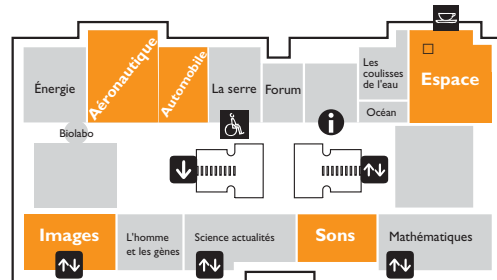 Énergie
Aéronautique
Automobile
La serre
Forum
Les
coulisses
de l'eau
Océan
Espace
Biolabo
Images
L'homme
et les gènes
Science actualités
Sons
Mathématiques